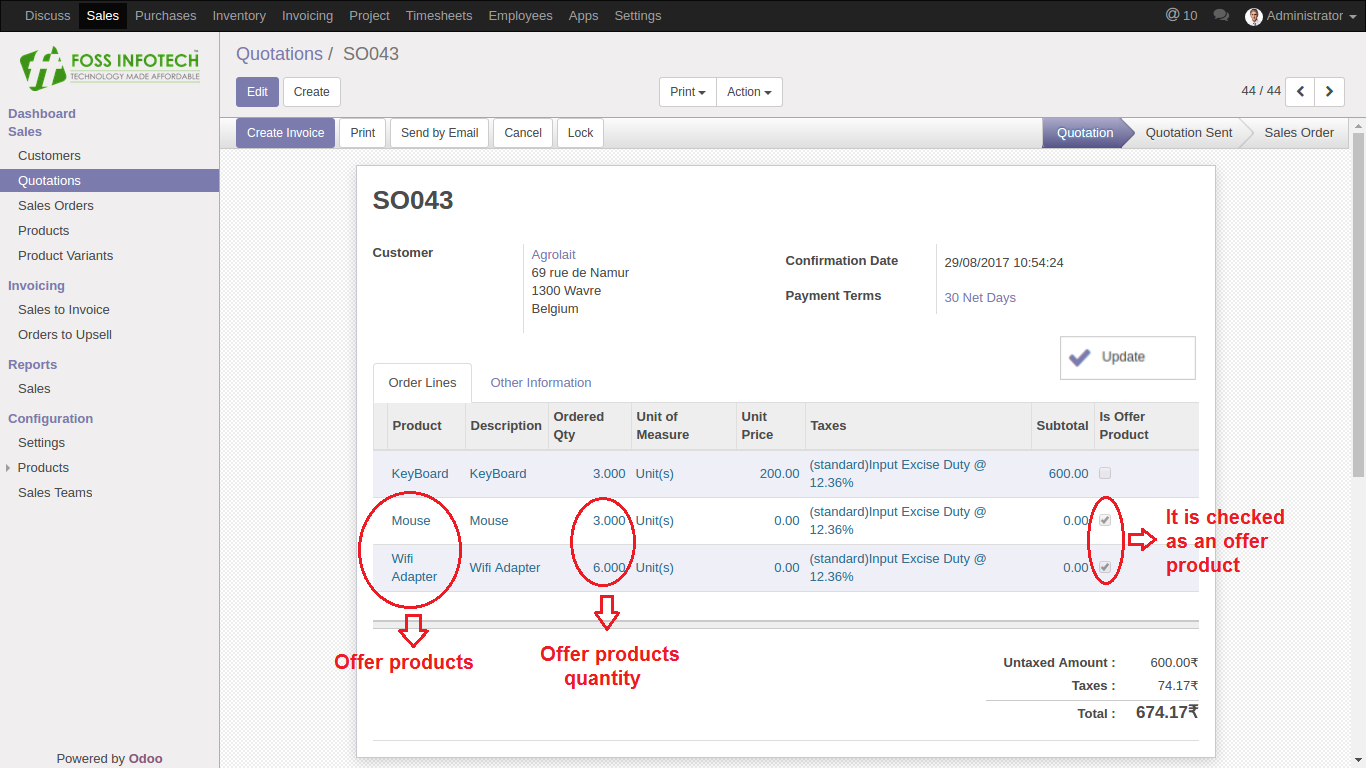 Discuss Sales Purchases Inventory Invoicing Project Timesheets Employees Apps Settings @ 10 Administrator
FOSS INFOTECH™
TECHNOLOGY MADE AFFORDABLE
Dashboard
Sales
Customers
Quotations
Sales Orders
Products
Product Variants
Invoicing
Sales to Invoice
Orders to Upsell
Reports
Sales
Configuration
Settings
Products
Sales Teams
Powered by Odoo
Quotations / SO043
Edit Create Print Action 44 / 44
Create Invoice Print Send by Email Cancel Lock Quotation Quotation Sent Sales Order
SO043
Customer
Agrolait
69 rue de Namur
1300 Wavre
Belgium
Confirmation Date 29/08/2017 10:54:24
Payment Terms 30 Net Days
Update
Order Lines Other Information
Product Description Ordered Qty Unit of Measure Unit Price Taxes Subtotal Is Offer Product
KeyBoard KeyBoard 3.000 Unit(s) 200.00 (standard)Input Excise Duty @ 12.36% 600.00
Mouse Mouse 3.000 Unit(s) 0.00 (standard)Input Excise Duty @ 12.36% 0.00
Wifi Adapter Wifi Adapter 6.000 Unit(s) 0.00 (standard)Input Excise Duty @ 12.36% 0.00
It is checked
as an offer
product
Offer products
Offer products
quantity
Untaxed Amount : 600.00₹
Taxes : 74.17₹
Total : 674.17₹